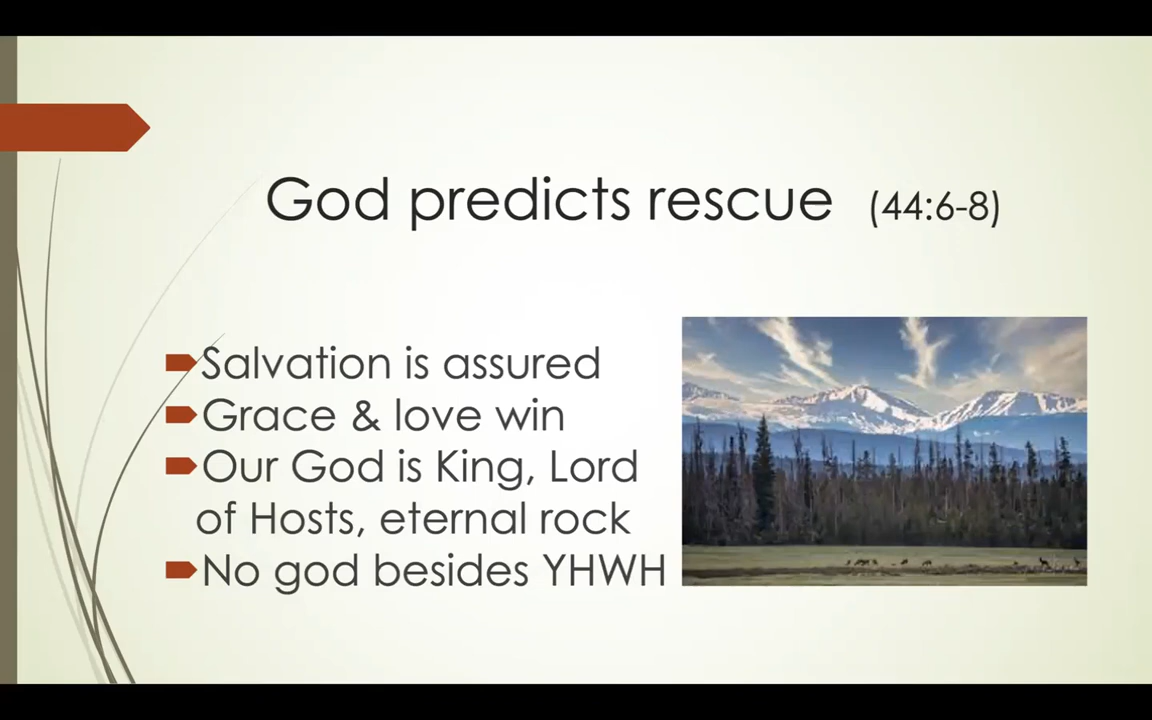 God predicts rescue (44:6-8)
Salvation is assured
Grace & love win
Our God is King, Lord
of Hosts, eternal rock
No god besides YHWH